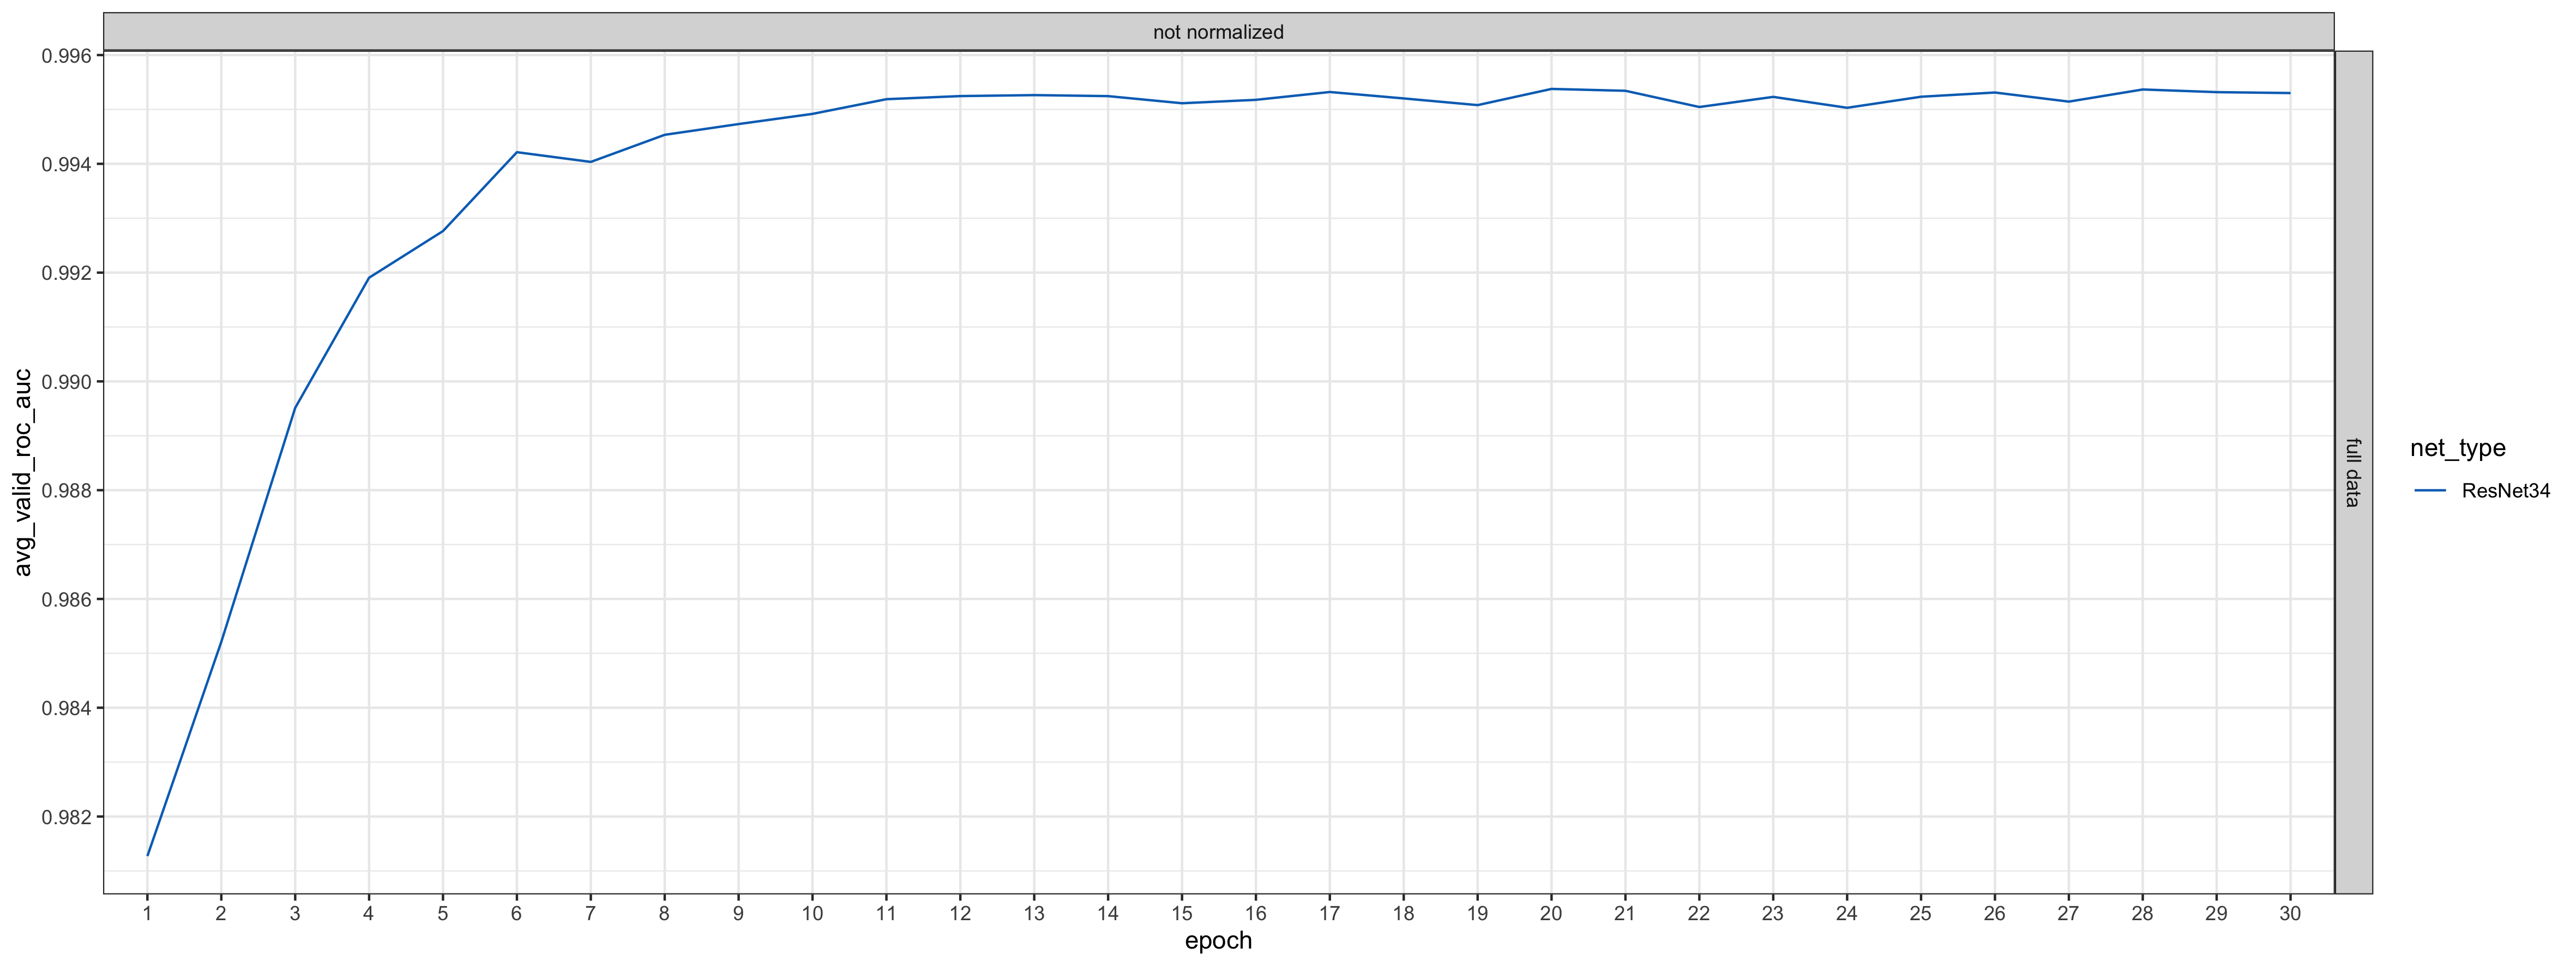 not normalized
0.996
0.994
0.992
0.990
0.988
0.986
0.984
0.982
avg_valid_roc_auc
1 2 3 4 5 6 7 8 9 10 11 12 13 14 15 16 17 18 19 20 21 22 23 24 25 26 27 28 29 30
epoch
full data
net_type
ResNet34